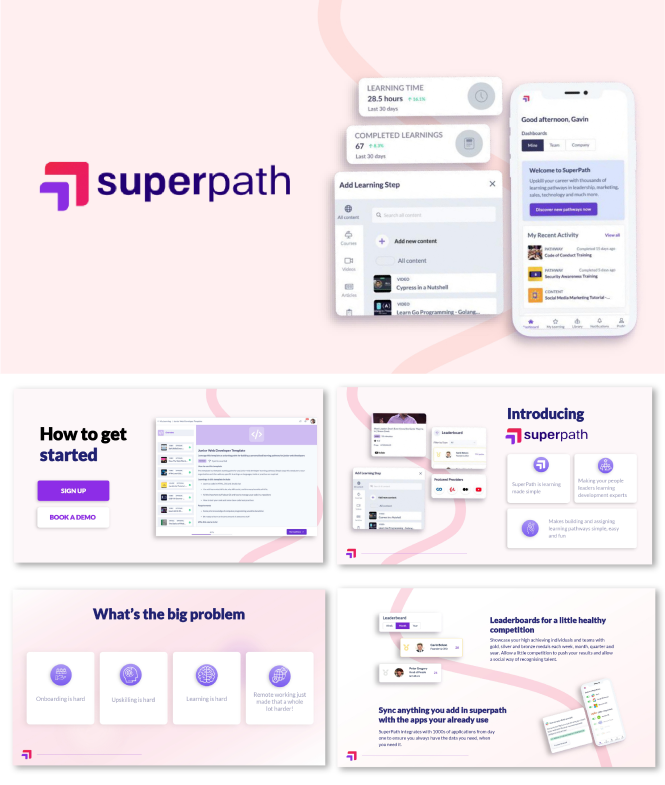 superpath
LEARNING TIME
28.5 hours
Last 30 days
COMPLETED LEARNINGS
67
Last 30 days
Add Learning Step
All content
Search all content
Courses
Add new content
Videos
All content
Articles
VIDEO
Cypress in a Nutshell
VIDEO
Learn Go Programming - Golang...
Good afternoon, Gavin
Dashboards
Mine Team Company
Welcome to SuperPath
Upskill your career with thousands of
learning pathways in leadership, marketing,
sales, technology and much more.
Discover new pathways now
My Recent Activity View all
PATHWAY Completed 10 days ago
Code of Conduct Training
PATHWAY Completed 5 days ago
Security Awareness Training
CONTENT
Social Media Marketing Tutorial -...
Dashboard My Learning Library Notifications
How to get
started
SIGN UP
BOOK A DEMO
Junior Web Developer Template
Introducing
superpath
Leaderboard
Add Learning Step
Featured Providers
SuperPath is learning
made simple
Making your people
leaders learning
development experts
Makes building and assigning
learning pathways simple, easy
and fun
What's the big problem
Onboarding is hard
Upskilling is hard
Learning is hard
Remote working just
made that a whole
lot harder!
Leaderboard
Leaderboards for a little healthy
competition
Showcase your high achieving individuals and teams with
gold, silver and bronze medals each week, month, quarter and
year. Allow a little competition to push your results and allow
a social way of recognising talent.
Sync anything you add in superpath
with the apps your already use
SuperPath integrates with 1000s of applications from day
one to ensure you always have the data you need, when
you need it.